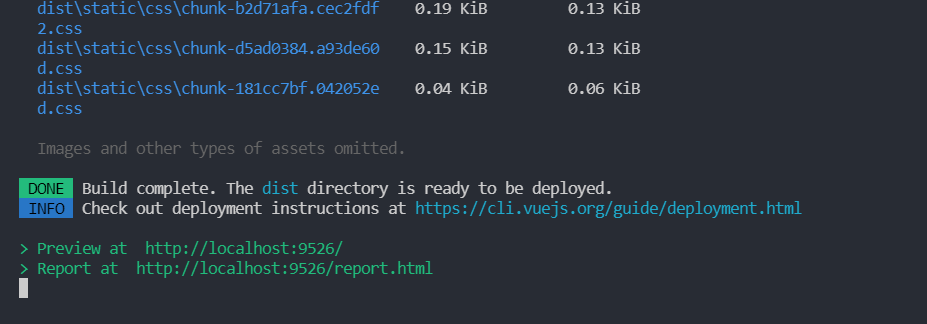 dist\static\css\chunk-b2d71afa.cec2fdf    0.19 KiB         0.13 KiB
2.css
dist\static\css\chunk-d5ad0384.a93de60    0.15 KiB         0.13 KiB
d.css
dist\static\css\chunk-181cc7bf.042052e    0.04 KiB         0.06 KiB
d.css
Images and other types of assets omitted.
DONE  Build complete. The dist directory is ready to be deployed.
INFO  Check out deployment instructions at https://cli.vuejs.org/guide/deployment.html
> Preview at  http://localhost:9526/
> Report at  http://localhost:9526/report.html